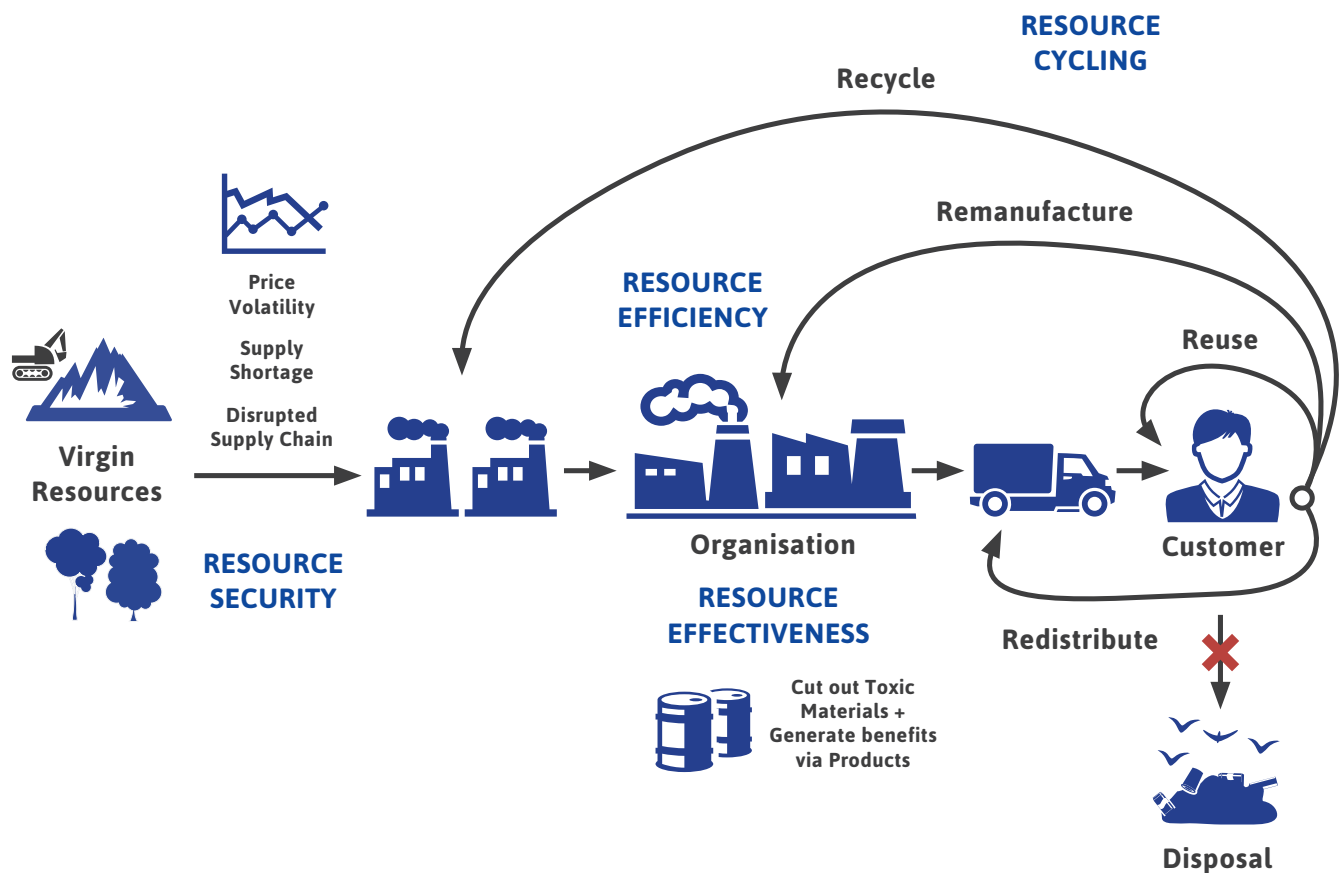 RESOURCE
CYCLING
Recycle
Remanufacture
Price
Volatility
RESOURCE
EFFICIENCY
Supply
Shortage
Reuse
Disrupted
Supply Chain
Virgin
Resources
Organisation
Customer
RESOURCE
SECURITY
RESOURCE
EFFECTIVENESS
Redistribute
Cut out Toxic
Materials +
Generate benefits
via Products
Disposal